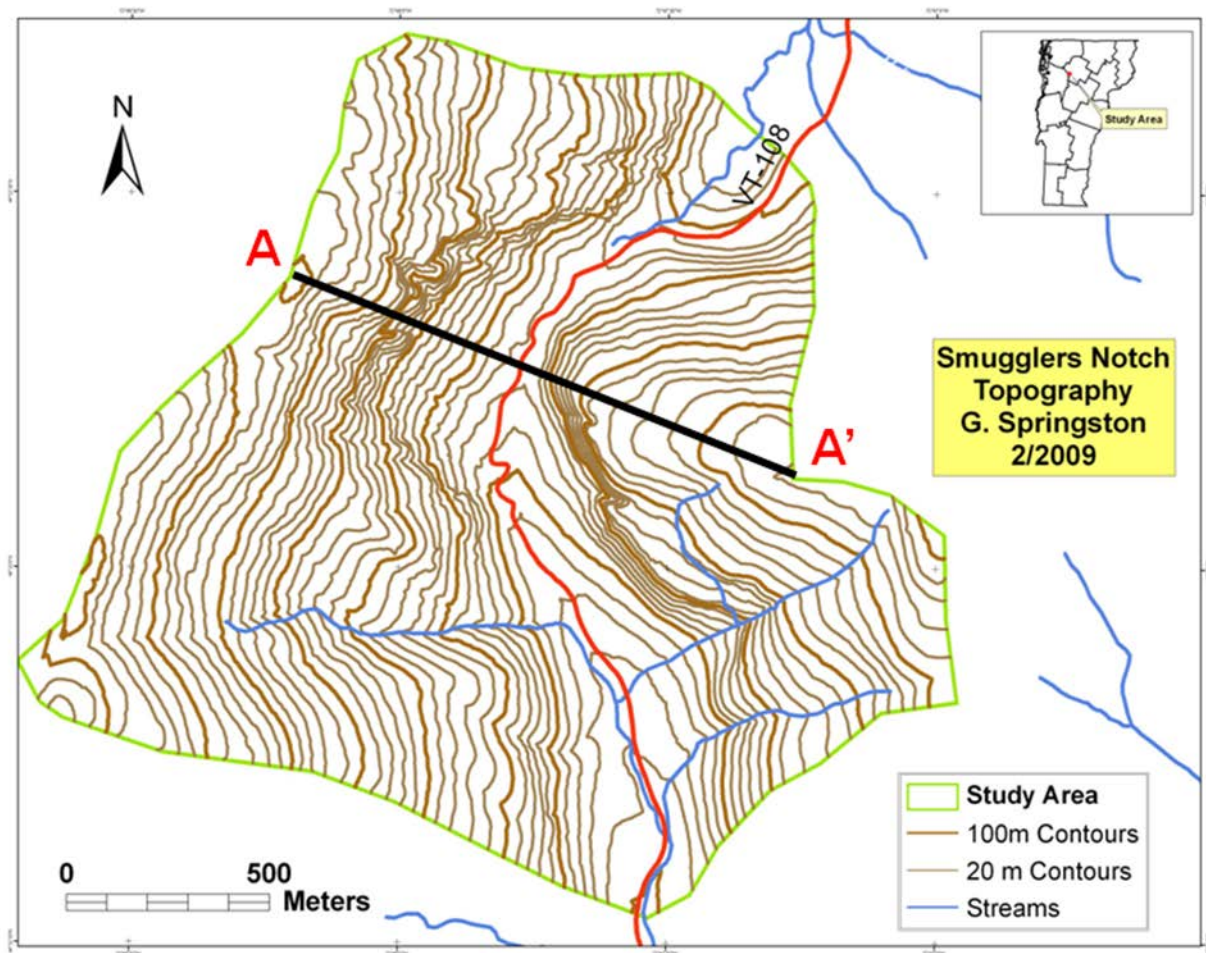 N
VT-108
Study Area
A
A'
Smugglers Notch
Topography
G. Springston
2/2009
0 500
Meters
Study Area
100m Contours
20 m Contours
Streams